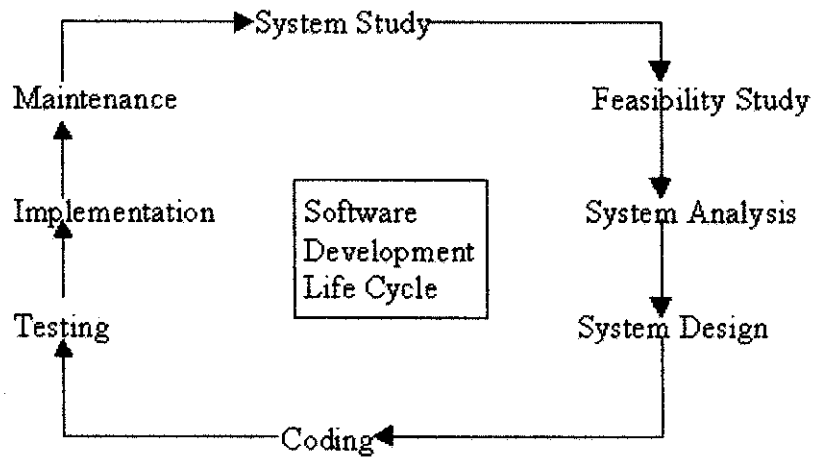 System Study
Maintenance
Feasibility Study
Implementation
Software
Development
Life Cycle
System Analysis
Testing
System Design
Coding